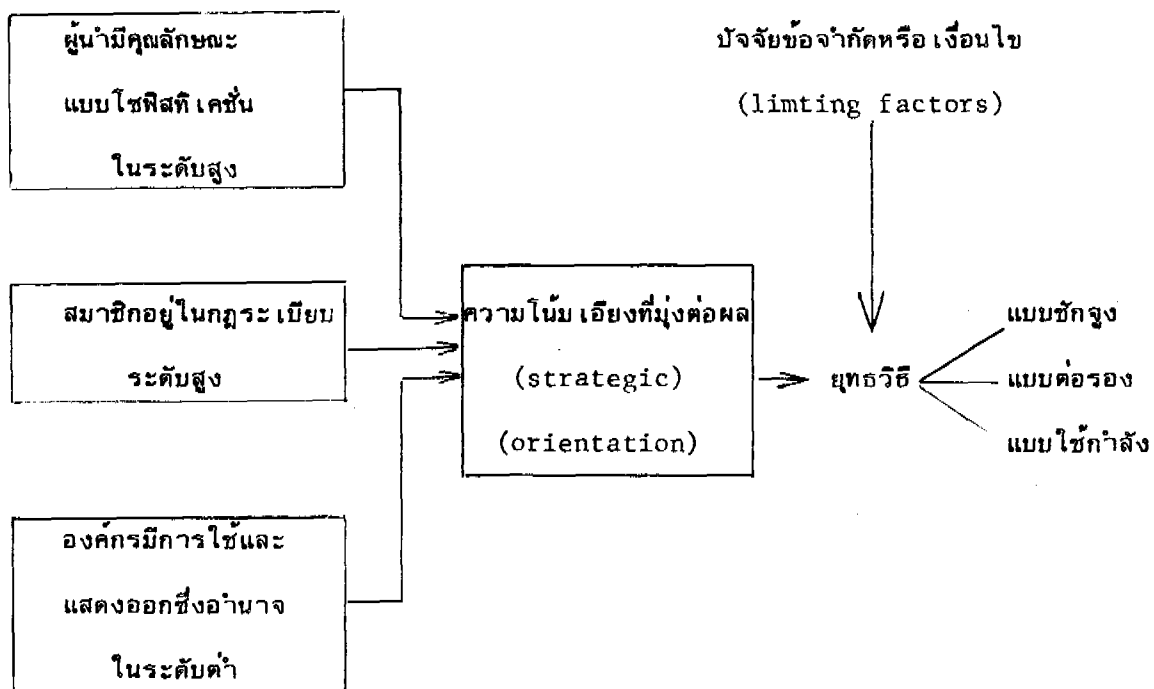 ผู้นำมีคุณลักษณะ
แบบโซฟิสทิเคชั่น
ในระดับสูง
ปัจจัยข้อจำกัดหรือเงื่อนไข
(limting factors)
สมาชิกอยู่ในกฎระเบียบ
ระดับสูง
ความโน้มเอียงที่มุ่งต่อผล
(strategic)
(orientation)
ยุทธวิธี
แบบชักจูง
แบบต่อรอง
แบบใช้กำลัง
องค์กรมีการใช้และ
แสดงออกซึ่งอำนาจ
ในระดับต่ำ